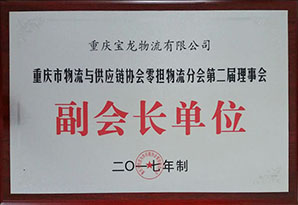 重庆宝龙物流有限公司
重庆市物流与供应链协会零担物流分会第二届理事会
副会长单位
二〇一七年制